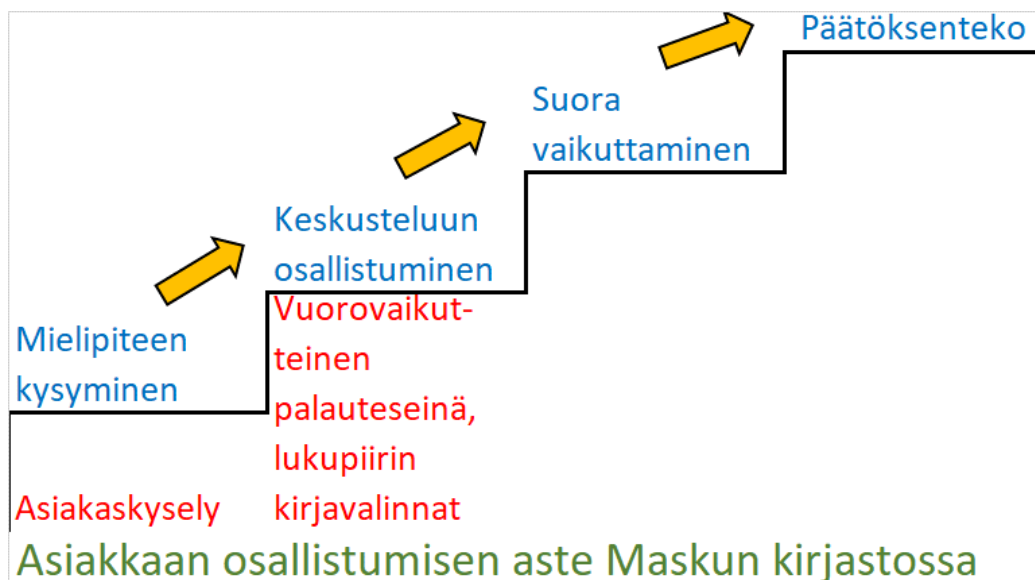 Päätöksenteko
Suora
vaikuttaminen
Keskusteluun
osallistuminen
Vuorovaikut-
teinen
palauteseinä,
lukupiirin
kirjavalinnat
Mielipiteen
kysyminen
Asiakaskysely
Asiakkaan osallistumisen aste Maskun kirjastossa